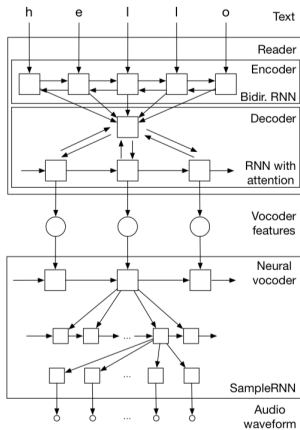 h e l l o Text
Reader
Encoder
Bidir. RNN
Decoder
RNN with
attention
Vocoder
features
Neural
vocoder
...
...
SampleRNN
Audio
... waveform